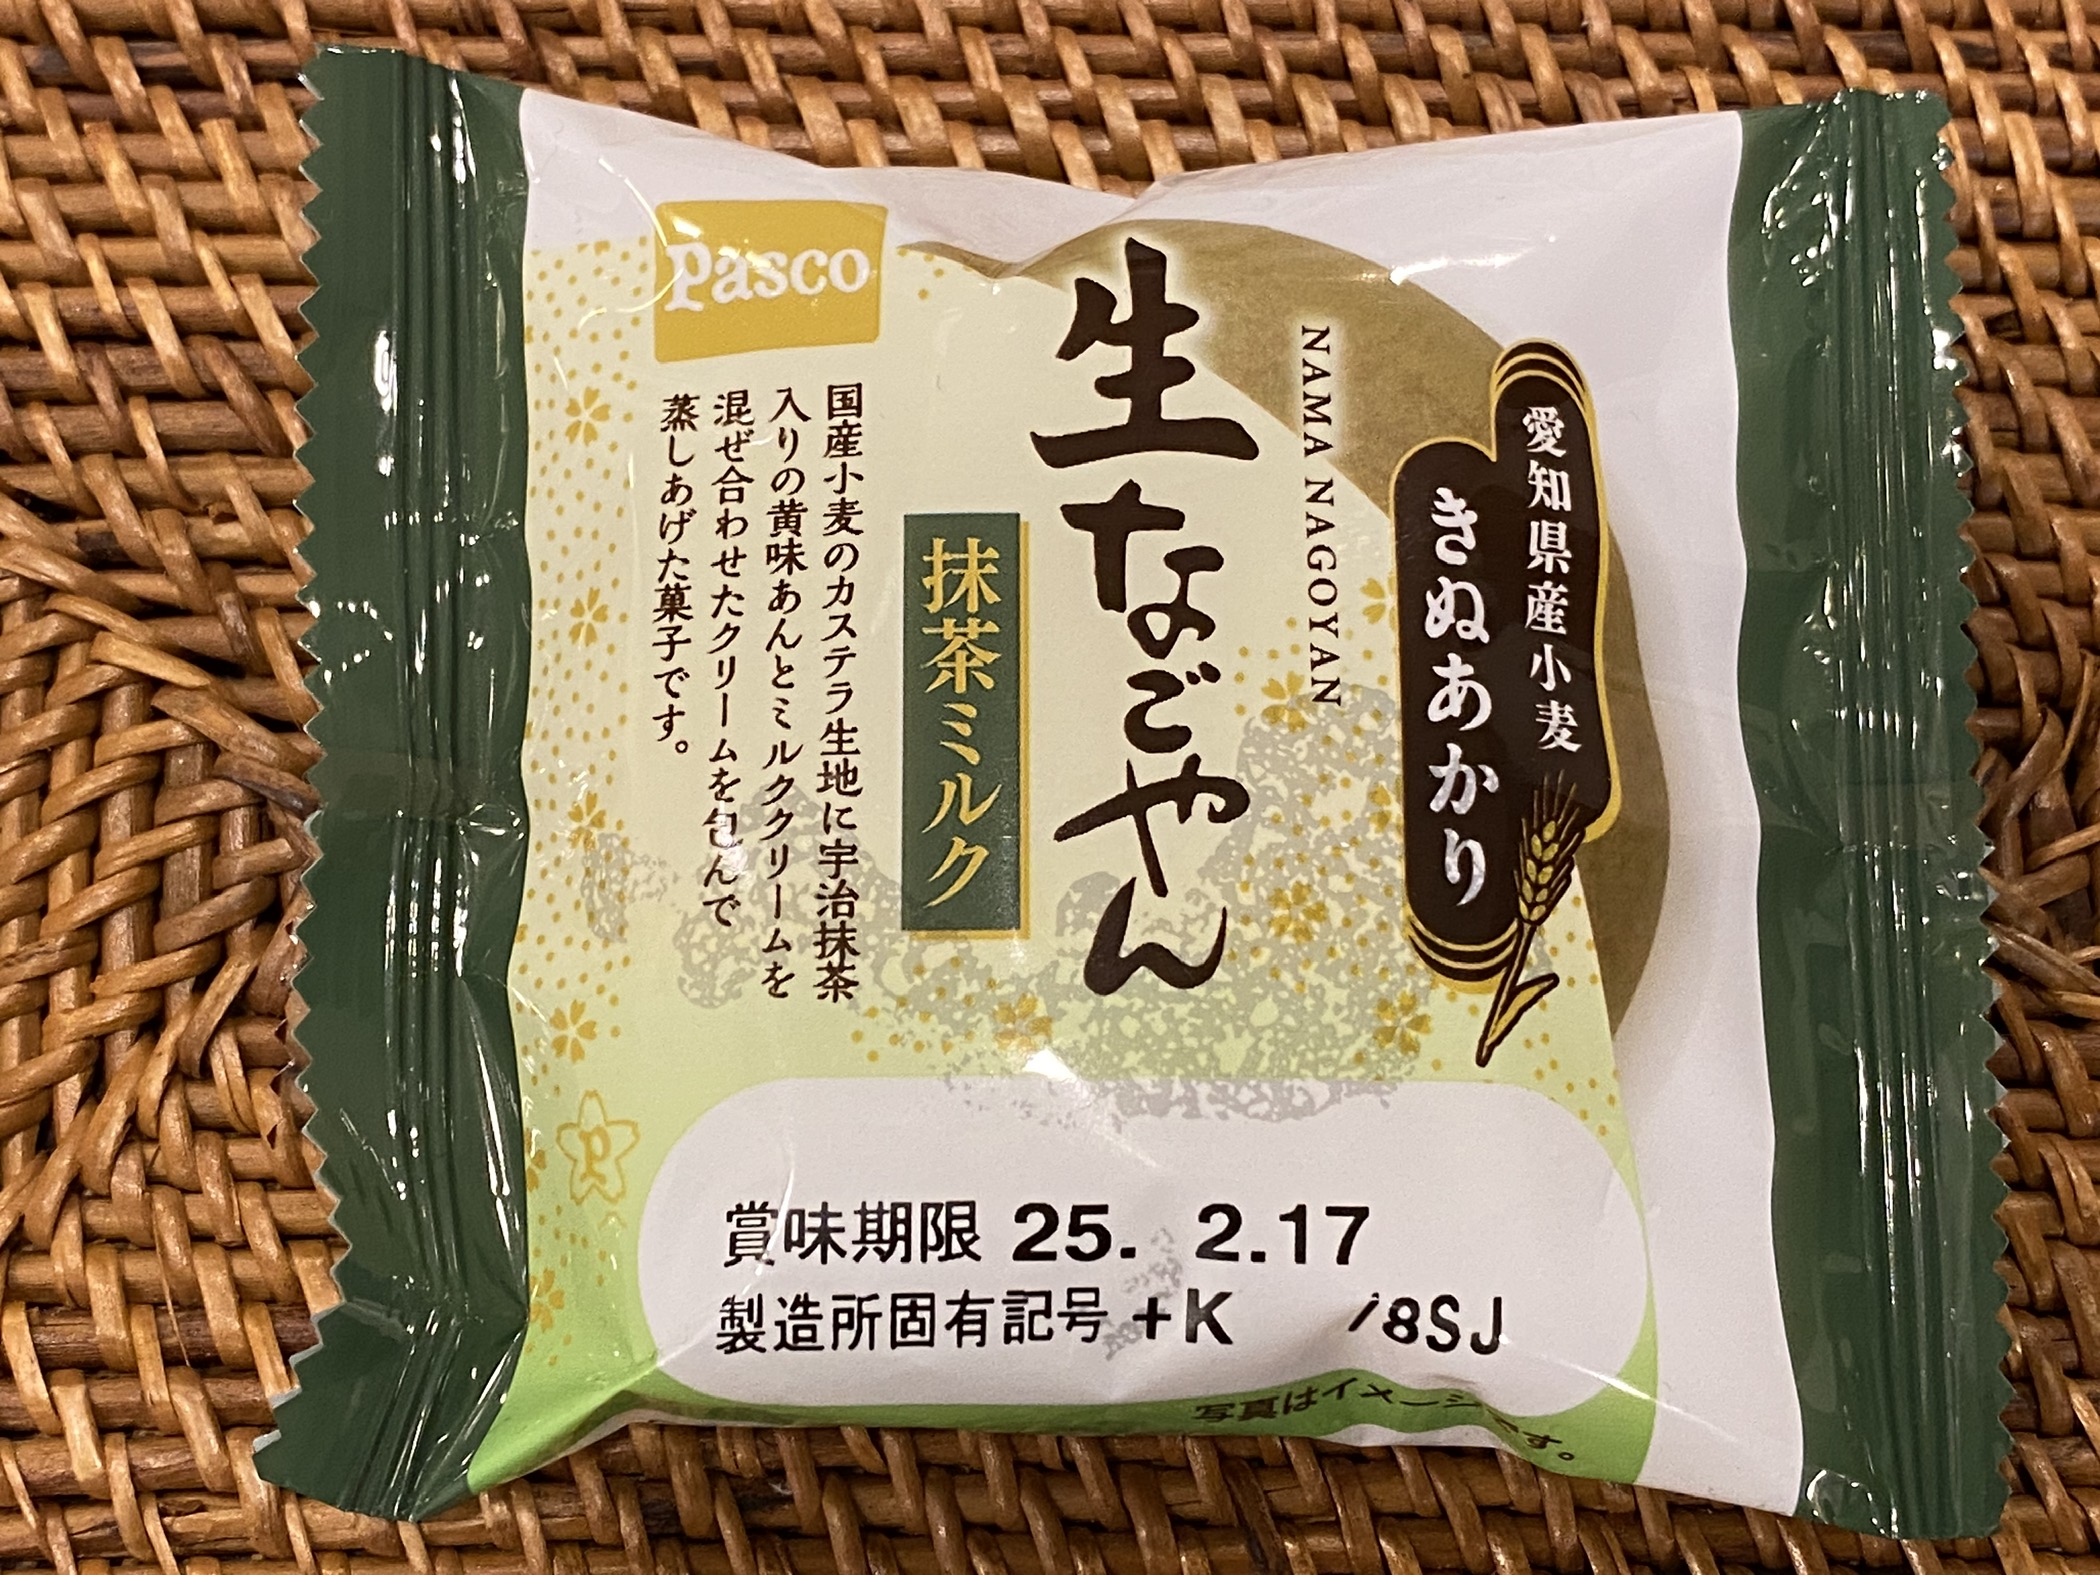 Pasco
愛知県産小麦
きぬあかり
NAMA NAGOYAN
生なごやん
抹茶ミルク
国産小麦のカステラ生地に宇治抹茶
入りの黄味あんとミルククリームを
混ぜ合わせたクリームを包んで
蒸しあげた菓子です。
P
賞味期限 25. 2.17
製造所固有記号 +K /8SJ
写真はイメージです。